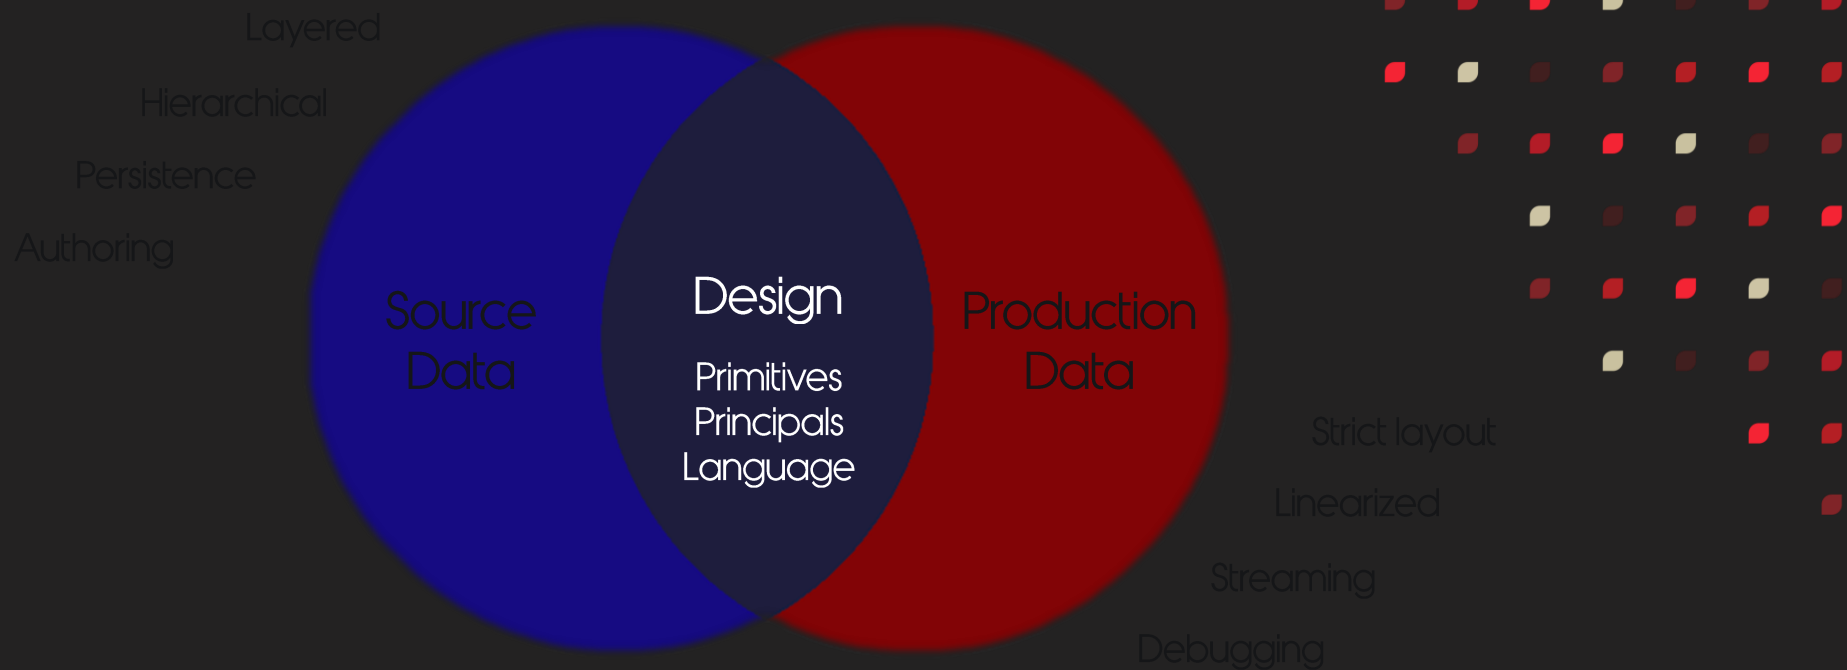 Layered
Hierarchical
Persistence
Authoring
Source
Data
Design
Primitives
Principals
Language
Production
Data
Strict layout
Linearized
Streaming
Debugging